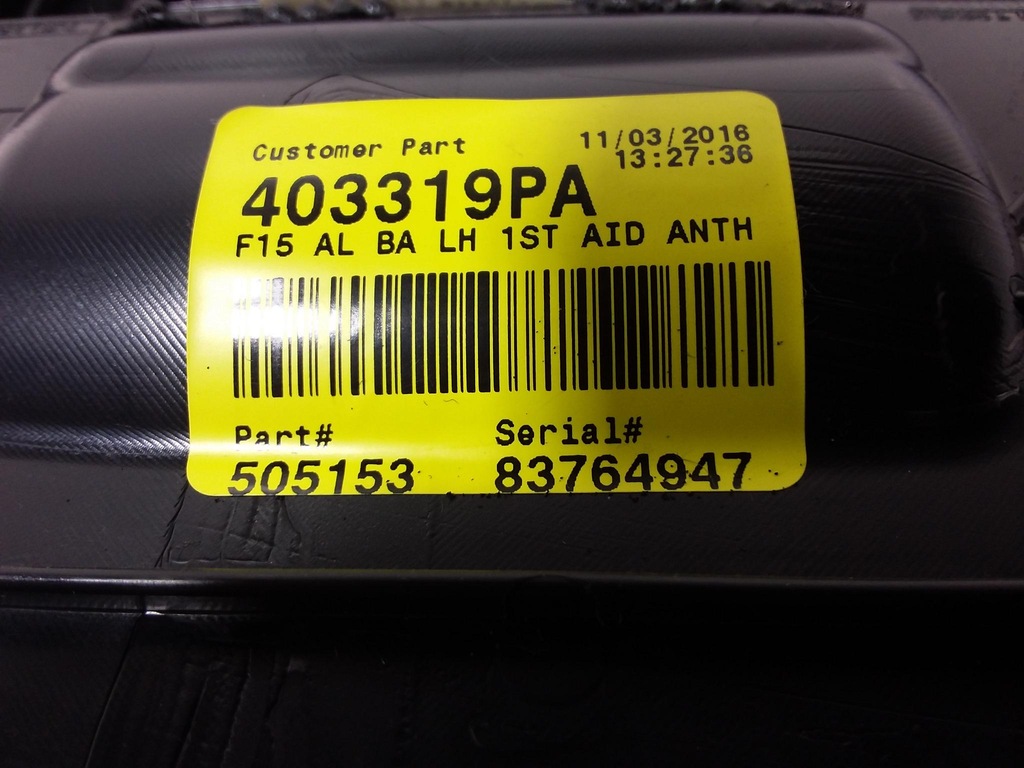 Customer Part 11/03/2016
13:27:36
403319PA
F15 AL BA LH 1ST AID ANTH
Part# Serial#
505153 83764947